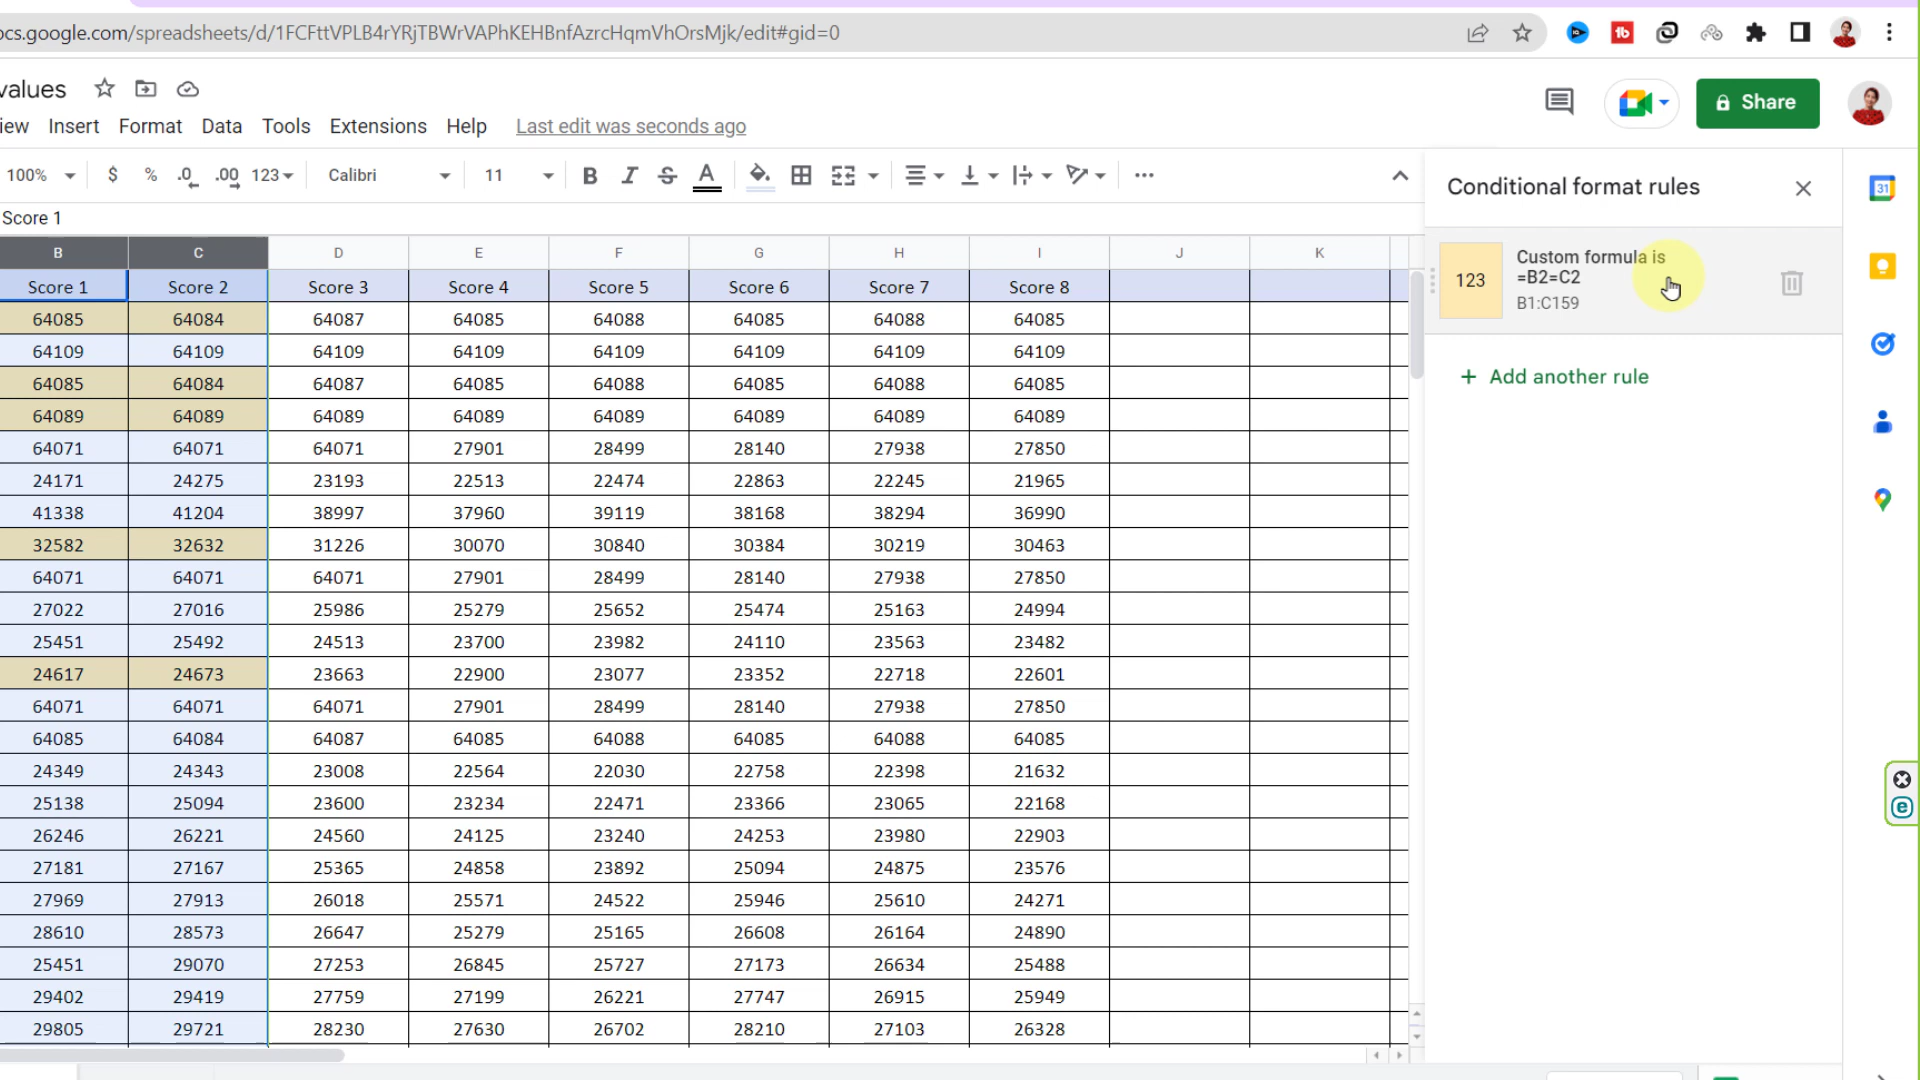 ocs.google.com/spreadsheets/d/1FCFttVPLB4rYRjTBWrVAPhKEHBnfAzrcHqmVhOrsMjk/edit#gid=0
values
Share
iew Insert Format Data Tools Extensions Help Last edit was seconds ago
100% $ % .0 .00 123 Calibri 11 B I S A
Conditional format rules
31
Score 1
B C D E F G H I J K
Score 1 Score 2 Score 3 Score 4 Score 5 Score 6 Score 7 Score 8
64085 64084 64087 64085 64088 64085 64088 64085
64109 64109 64109 64109 64109 64109 64109 64109
64085 64084 64087 64085 64088 64085 64088 64085
64089 64089 64089 64089 64089 64089 64089 64089
64071 64071 64071 27901 28499 28140 27938 27850
24171 24275 23193 22513 22474 22863 22245 21965
41338 41204 38997 37960 39119 38168 38294 36990
32582 32632 31226 30070 30840 30384 30219 30463
64071 64071 64071 27901 28499 28140 27938 27850
27022 27016 25986 25279 25652 25474 25163 24994
25451 25492 24513 23700 23982 24110 23563 23482
24617 24673 23663 22900 23077 23352 22718 22601
64071 64071 64071 27901 28499 28140 27938 27850
64085 64084 64087 64085 64088 64085 64088 64085
24349 24343 23008 22564 22030 22758 22398 21632
25138 25094 23600 23234 22471 23366 23065 22168
26246 26221 24560 24125 23240 24253 23980 22903
27181 27167 25365 24858 23892 25094 24875 23576
27969 27913 26018 25571 24522 25946 25610 24271
28610 28573 26647 25279 25165 26608 26164 24890
25451 29070 27253 26845 25727 27173 26634 25488
29402 29419 27759 27199 26221 27747 26915 25949
29805 29721 28230 27630 26702 28210 27103 26328
123
Custom formula is
=B2=C2
B1:C159
+ Add another rule